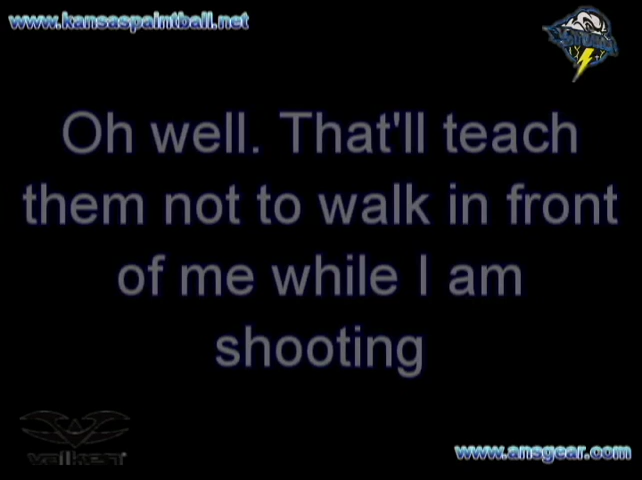 www.kansaspaintball.net
Oh well. That'll teach
them not to walk in front
of me while I am
shooting
valken
www.ansgear.com